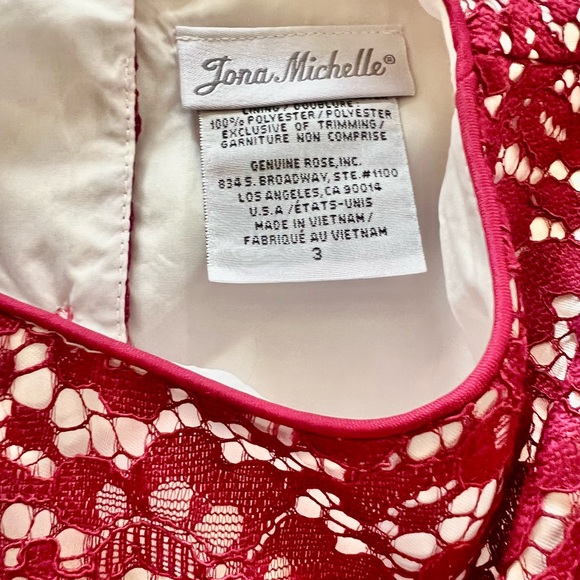 Jona Michelle®
LINING / DOUBLURE:
100% POLYESTER / POLYESTER
EXCLUSIVE OF TRIMMING /
GARNITURE NON COMPRISE
GENUINE ROSE, INC.
834 S. BROADWAY, STE. #1100
LOS ANGELES, CA 90014
U.S.A /ÉTATS-UNIS
MADE IN VIETNAM /
FABRIQUÉ AU VIETNAM
3